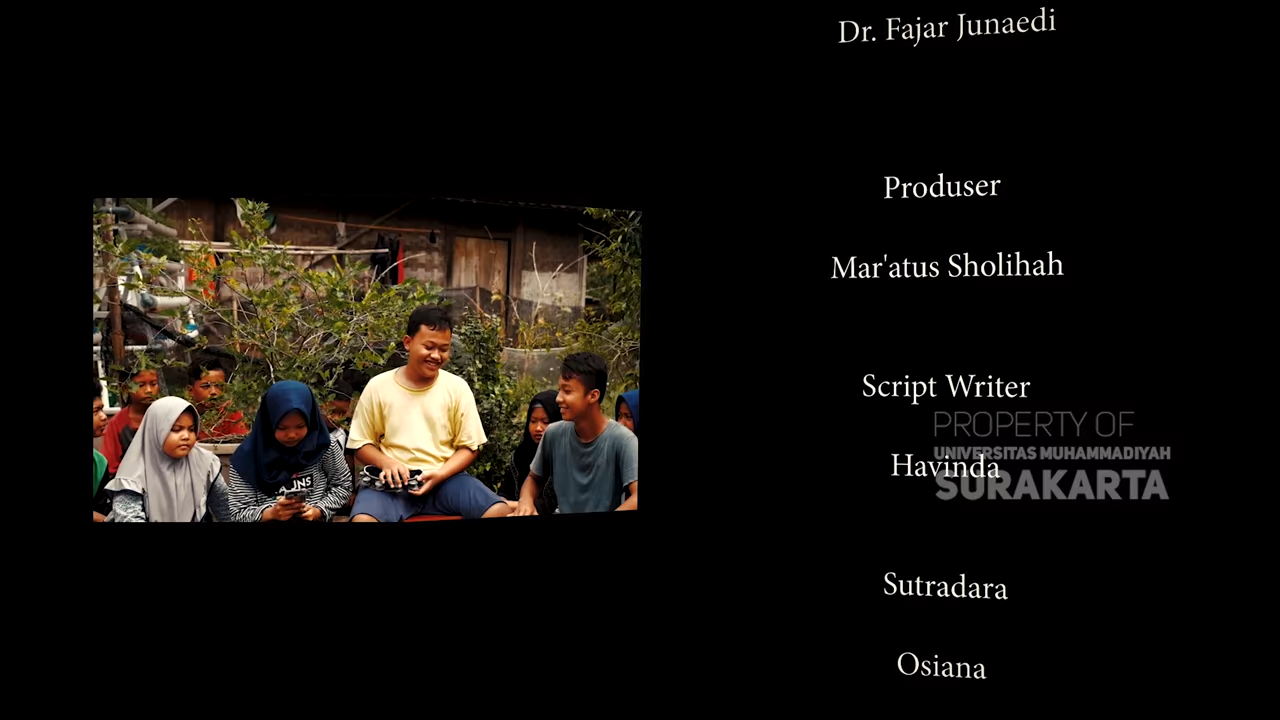 Dr. Fajar Junaedi
Produser
Mar'atus Sholihah
Script Writer
PROPERTY OF
UNIVERSITAS MUHAMMADIYAH
Havinda
SURAKARTA
Sutradara
Osiana